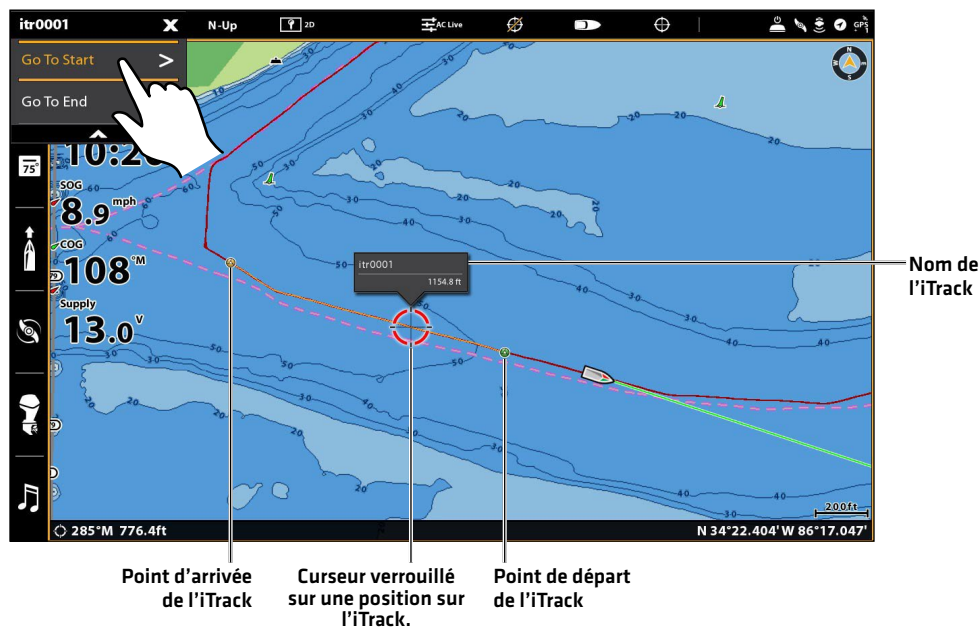 itr0001 X N-Up 2D AC Live GPS
Go To Start >
Go To End
75°
10:2
SOG
8.9 mph
COG
108 °M
Supply
13.0 V
itr0001
1154.8 ft
Nom de
l’iTrack
200ft
285°M 776.4ft
N 34°22.404' W 86°17.047'
Point d’arrivée
de l’iTrack
Curseur verrouillé
sur une position sur
l’iTrack.
Point de départ
de l’iTrack